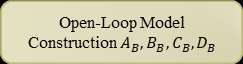 Open-Loop Model
Construction A_B, B_B, C_B, D_B